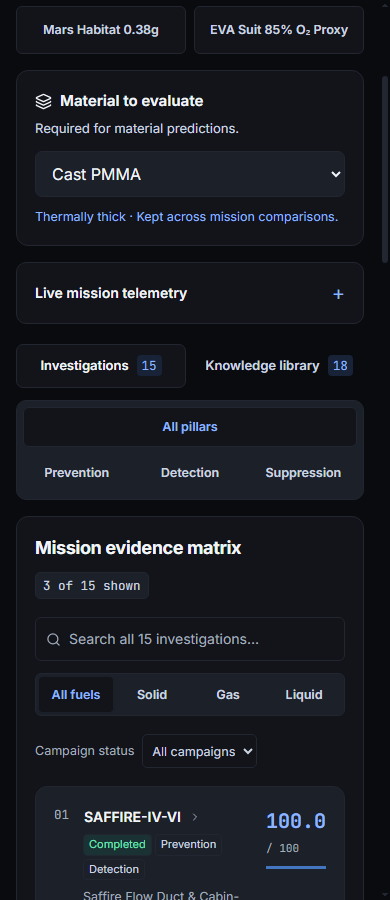 Mars Habitat 0.38g
EVA Suit 85% O₂ Proxy
Material to evaluate
Required for material predictions.
Cast PMMA
Thermally thick · Kept across mission comparisons.
Live mission telemetry +
Investigations 15
Knowledge library 18
All pillars
Prevention Detection Suppression
Mission evidence matrix
3 of 15 shown
Search all 15 investigations...
All fuels Solid Gas Liquid
Campaign status All campaigns
01 SAFFIRE-IV-VI › 100.0
/ 100
Completed Prevention
Detection
Saffire Flow Duct & Cabin-